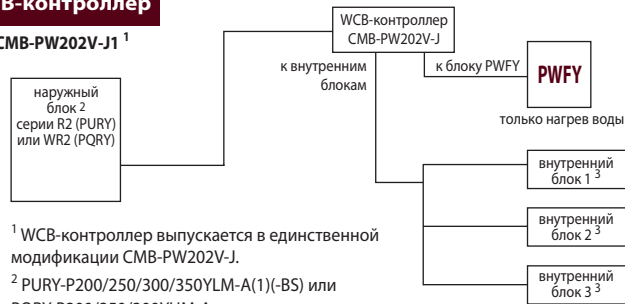 В-контроллер
CMB-PW202V-J1 1
WCB-контроллер
CMB-PW202V-J
к внутренним
блокам
к блоку PWFY
PWFY
только нагрев воды
наружный
блок 2
серии R2 (PURY)
или WR2 (PQRY)
внутренний
блок 1 3
внутренний
блок 2 3
внутренний
блок 3 3
1 WCB-контроллер выпускается в единственной
модификации CMB-PW202V-J.
2 PURY-P200/250/300/350YLM-A(1)(-BS) или